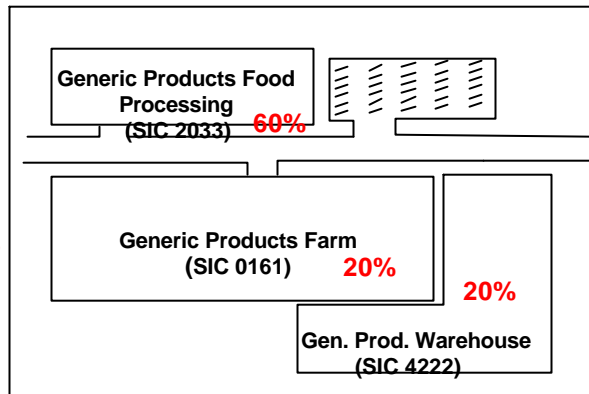 Generic Products Food
Processing
(SIC 2033) 60%
Generic Products Farm
(SIC 0161) 20%
20%
Gen. Prod. Warehouse
(SIC 4222)